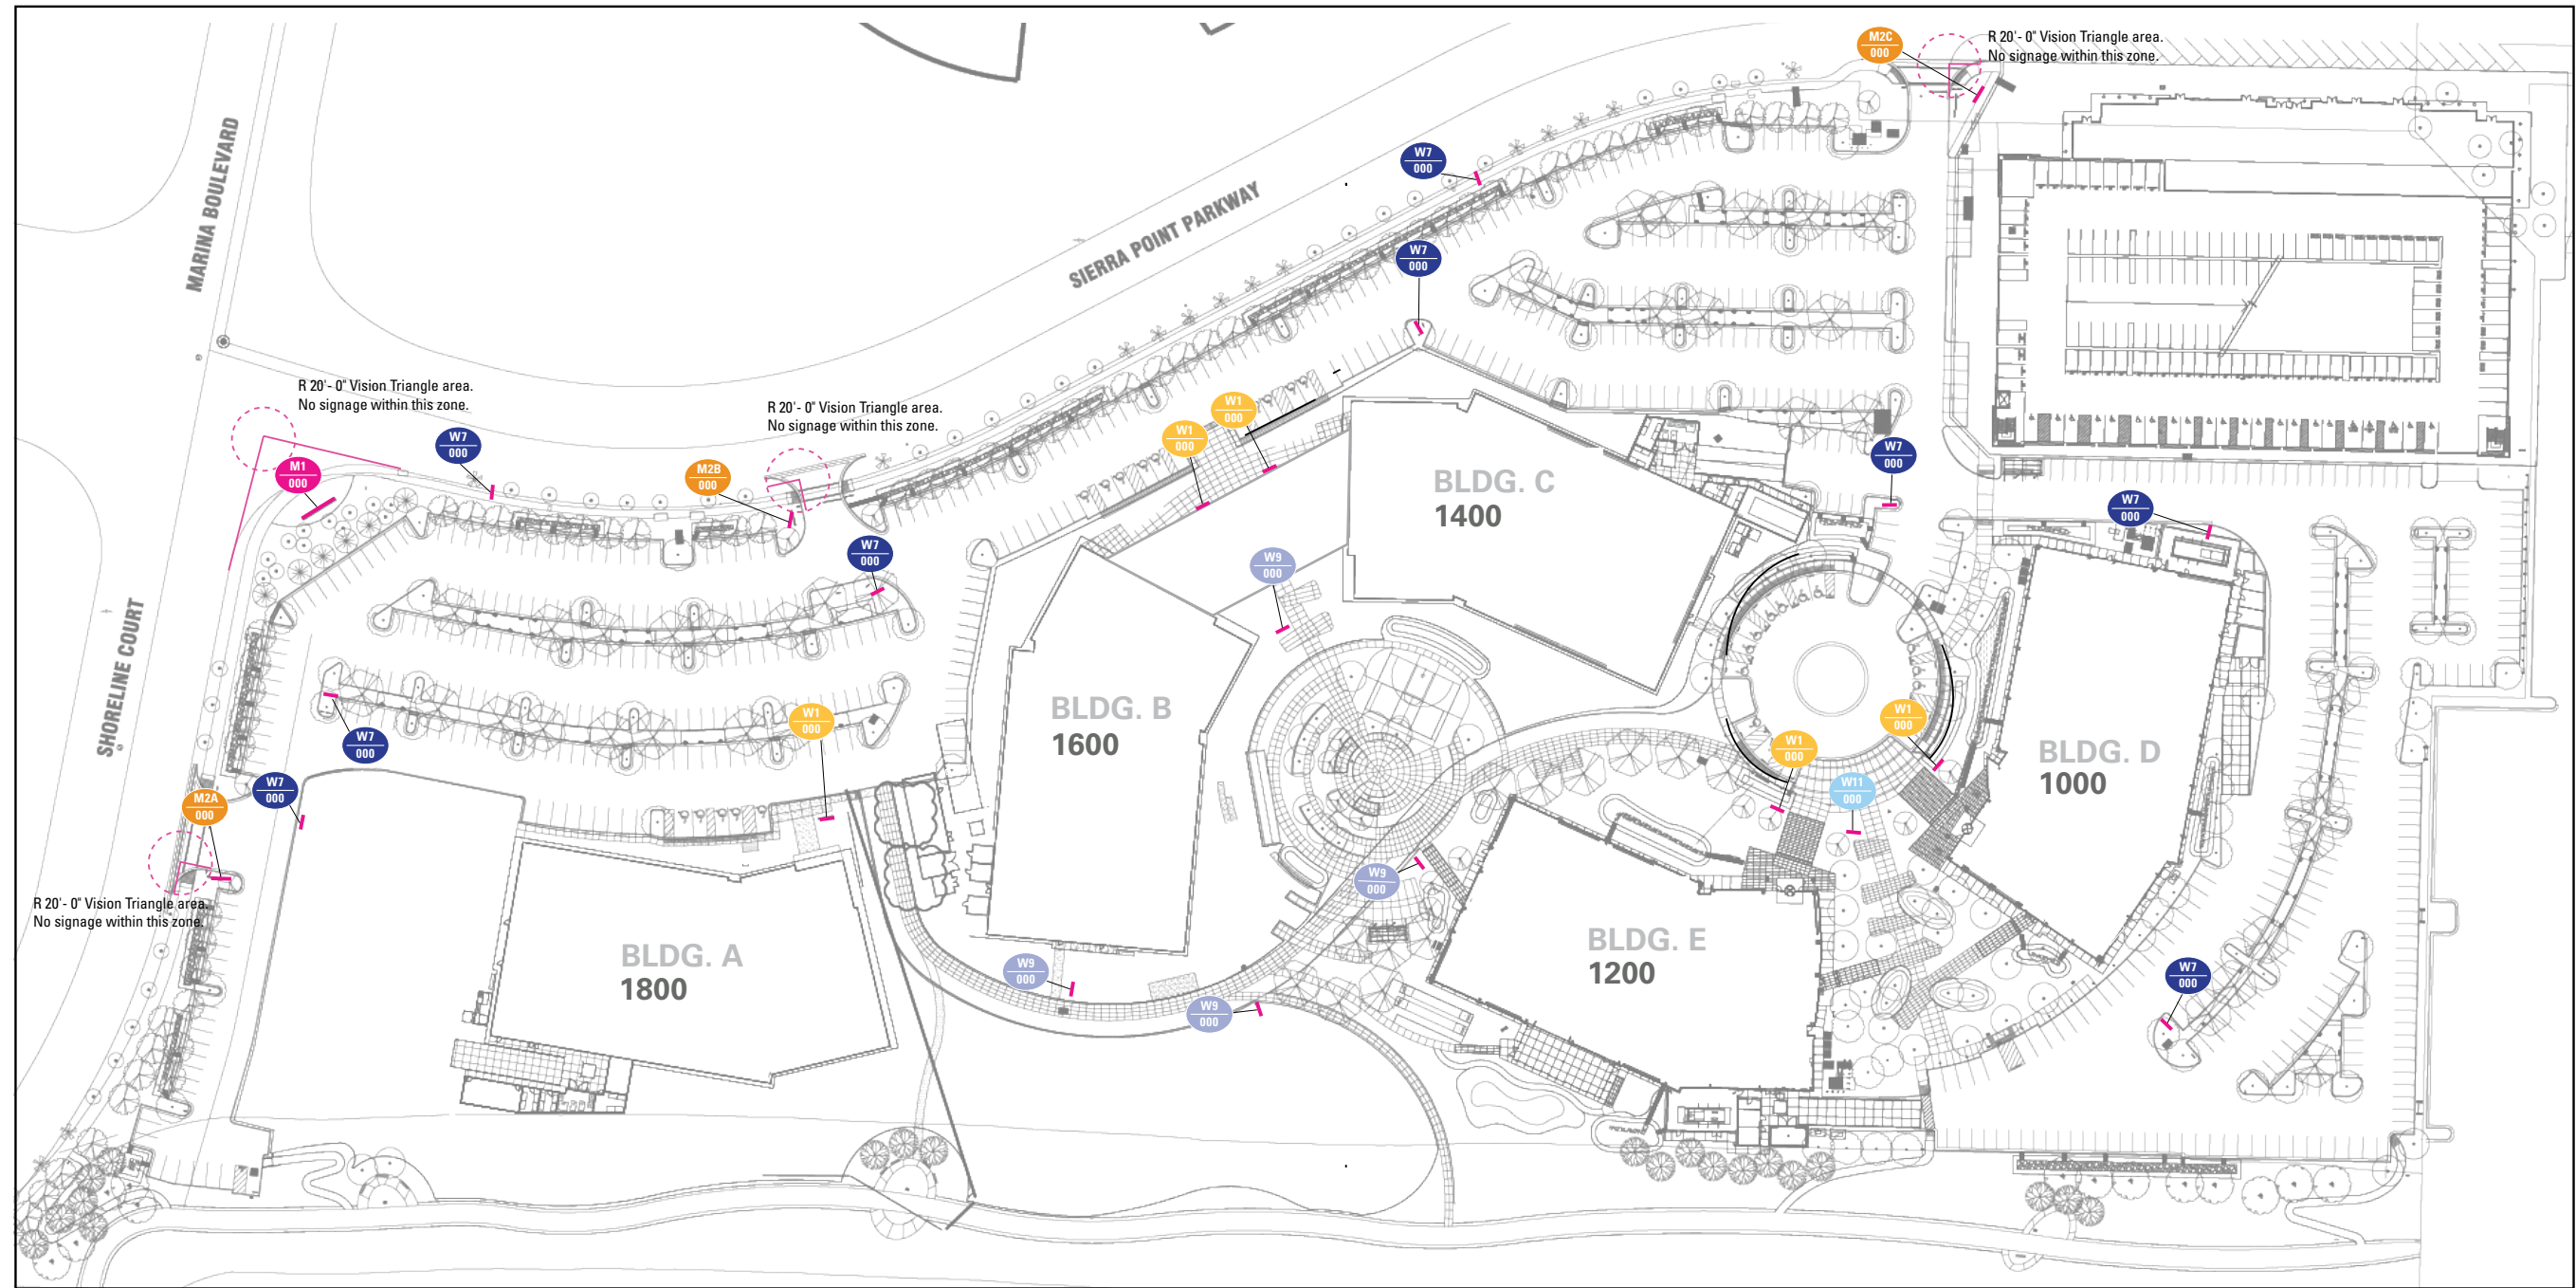 M2C
000
R 20'- 0" Vision Triangle area.
No signage within this zone.
MARINA BOULEVARD
W7
000
SIERRA POINT PARKWAY
W7
000
R 20'- 0" Vision Triangle area.
No signage within this zone.
R 20'- 0" Vision Triangle area.
No signage within this zone.
W1
000
W1
000
W7
000
M1
000
M2B
000
W7
000
BLDG. C
1400
W7
000
W7
000
W9
000
SHORELINE COURT
W7
000
W1
000
BLDG. B
1600
W1
000
W1
000
BLDG. D
1000
W7
000
M2A
000
W11
000
R 20'- 0" Vision Triangle area.
No signage within this zone.
W9
000
BLDG. A
1800
W9
000
W9
000
BLDG. E
1200
W7
000